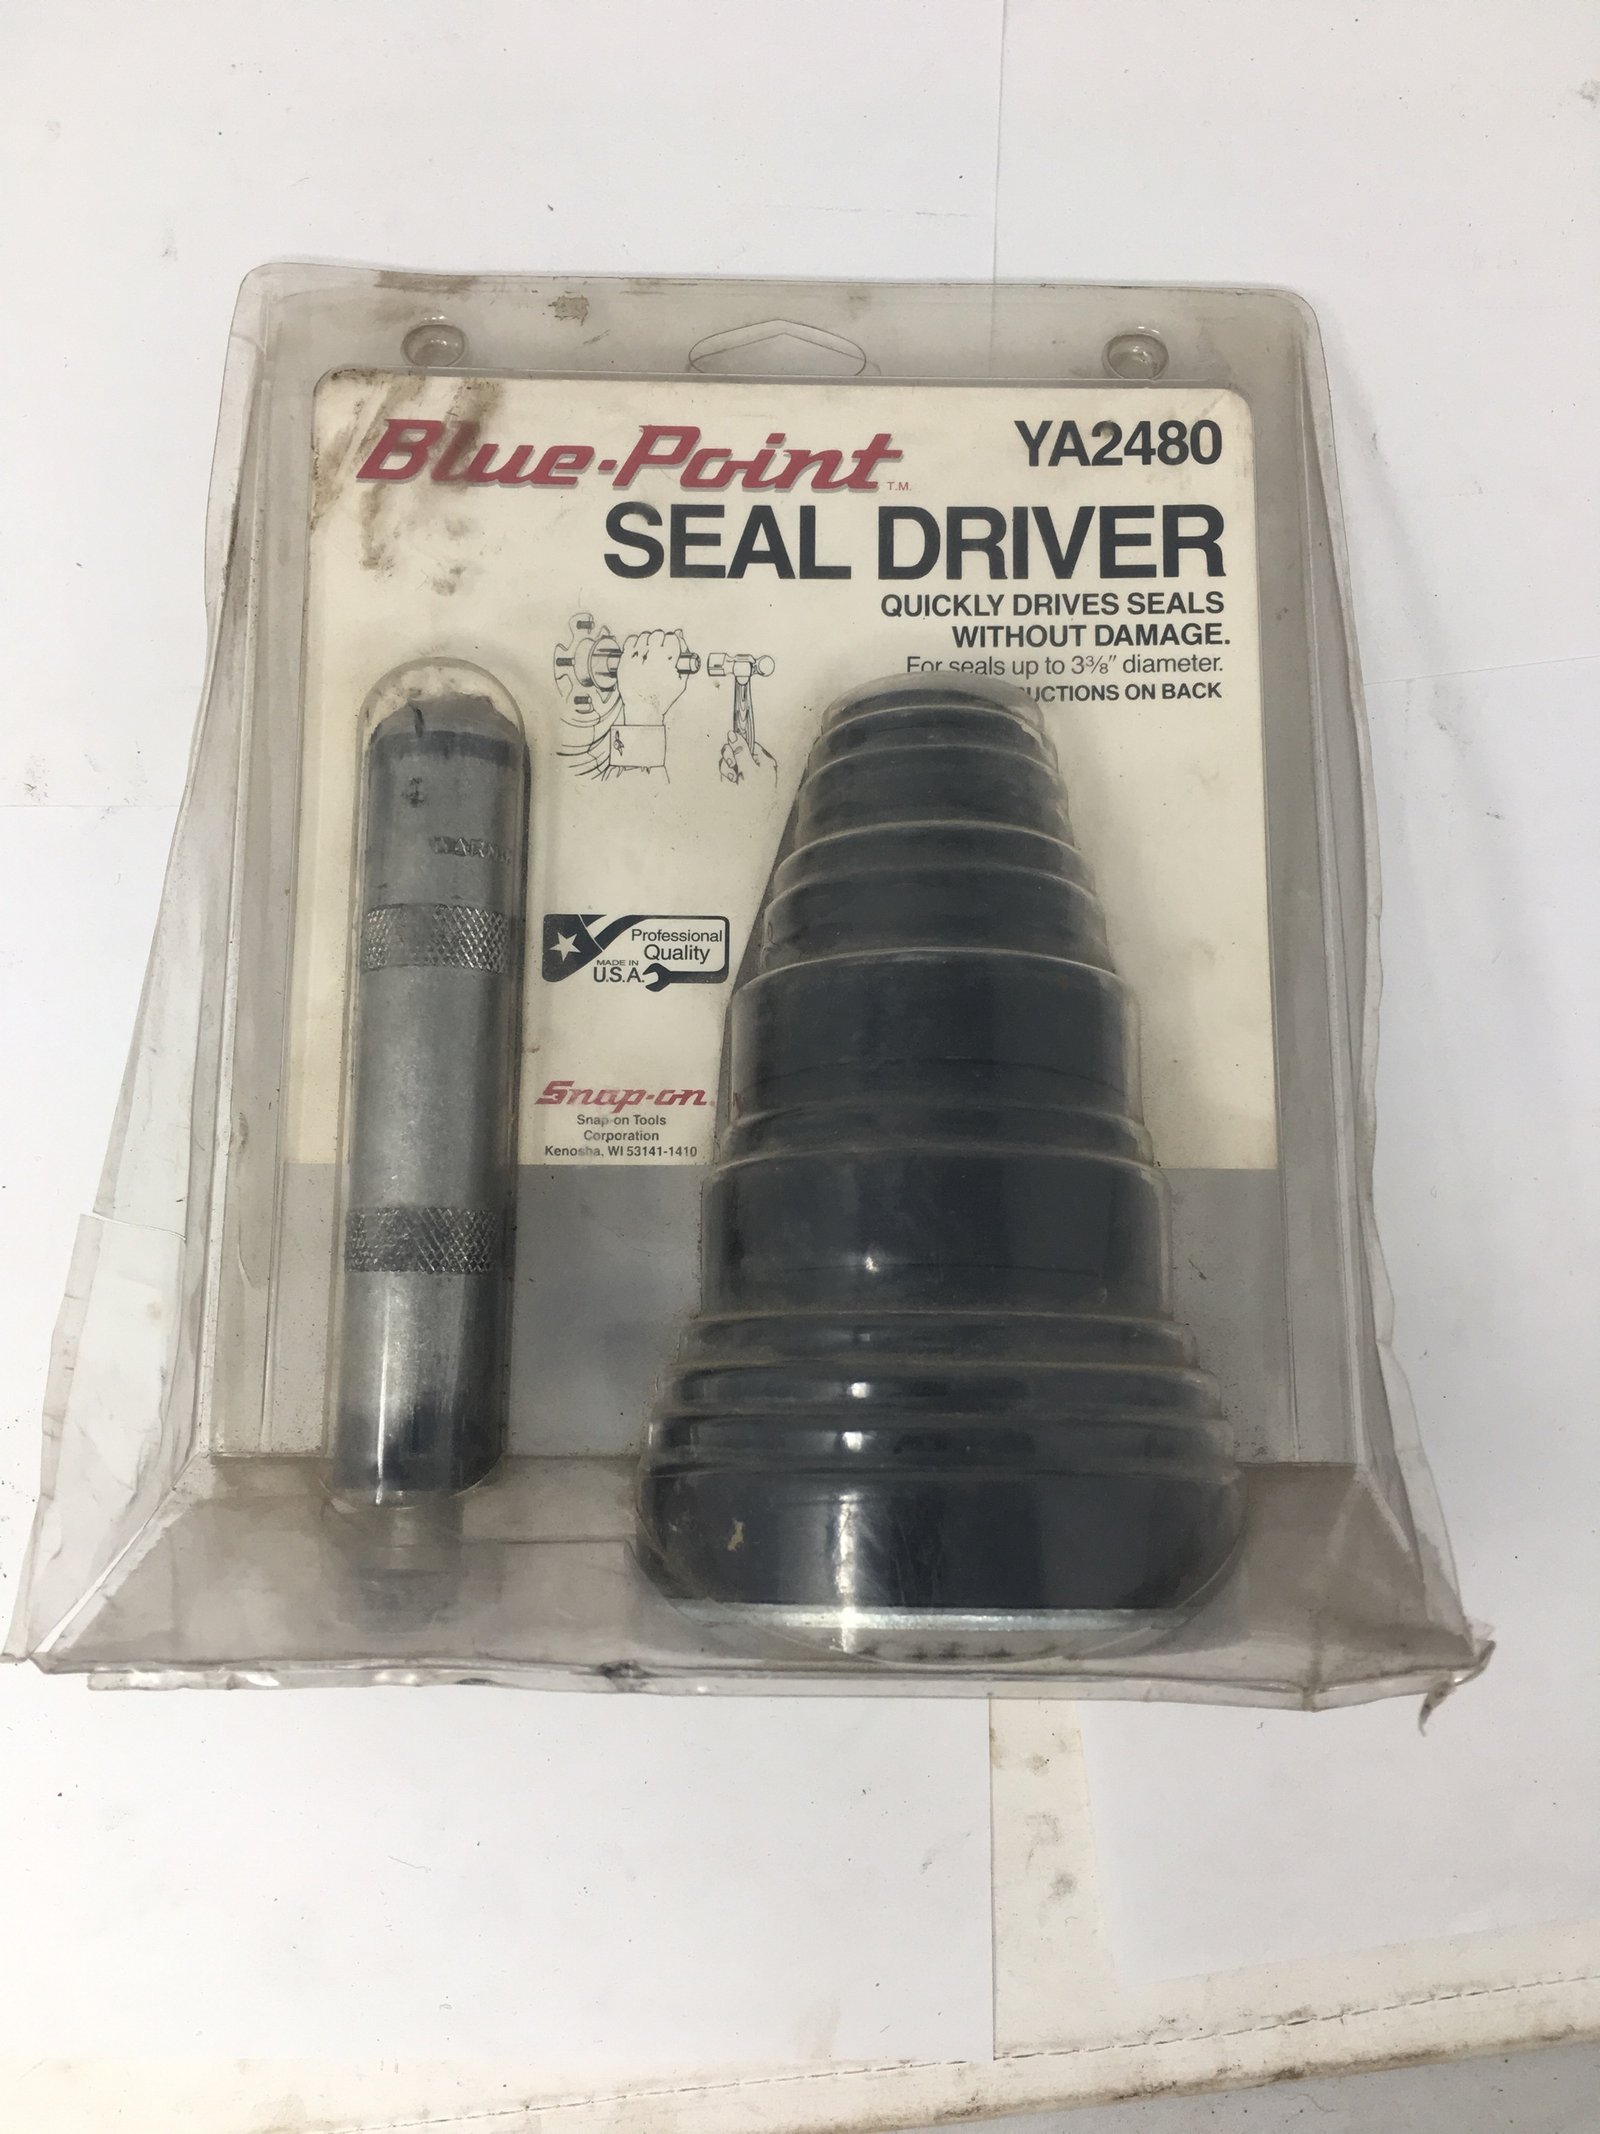 Blue-Point T.M.
YA2480
SEAL DRIVER
QUICKLY DRIVES SEALS
WITHOUT DAMAGE.
For seals up to 3⅜" diameter.
ON BACK
Professional
Quality
MADE IN
U.S.A.
Snap-on
Snap-on Tools
Corporation
Kenosha, WI 53141-1410